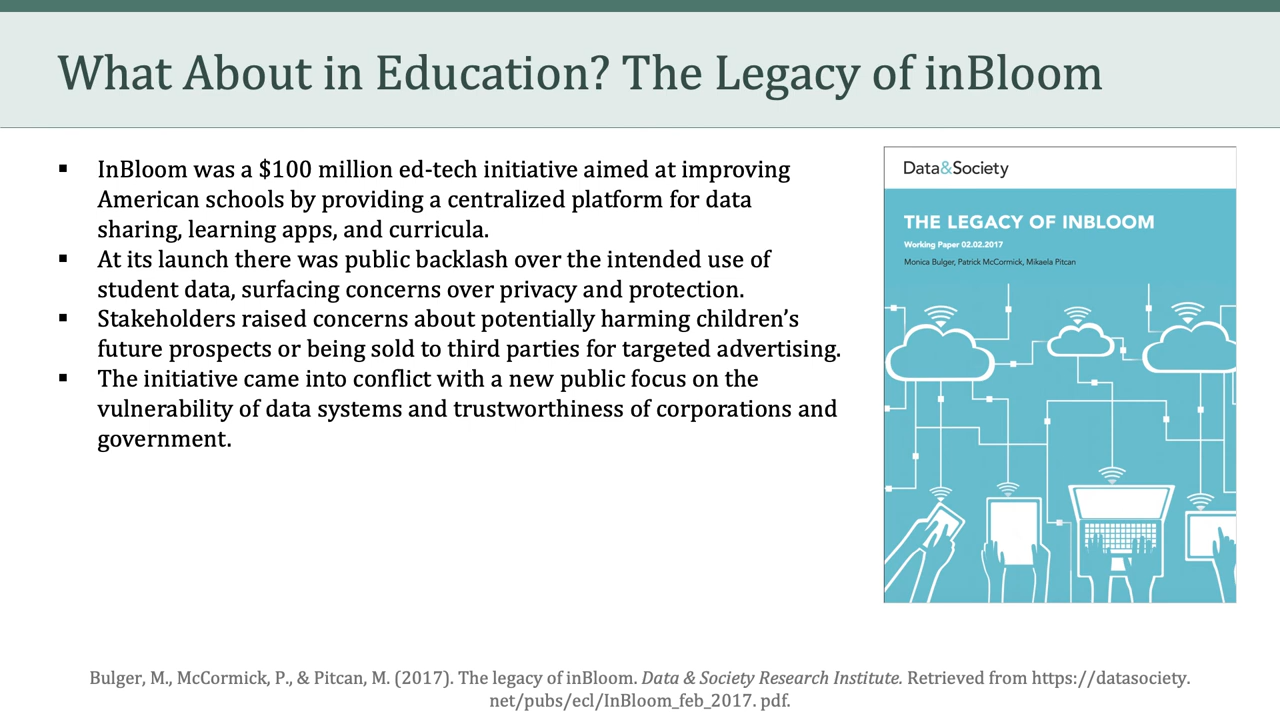 What About in Education? The Legacy of inBloom
▪ InBloom was a $100 million ed-tech initiative aimed at improving
American schools by providing a centralized platform for data
sharing, learning apps, and curricula.
▪ At its launch there was public backlash over the intended use of
student data, surfacing concerns over privacy and protection.
▪ Stakeholders raised concerns about potentially harming children’s
future prospects or being sold to third parties for targeted advertising.
▪ The initiative came into conflict with a new public focus on the
vulnerability of data systems and trustworthiness of corporations and
government.
Data&Society
THE LEGACY OF INBLOOM
Working Paper 02.02.2017
Monica Bulger, Patrick McCormick, Mikaela Pitcan
Bulger, M., McCormick, P., & Pitcan, M. (2017). The legacy of inBloom. Data & Society Research Institute. Retrieved from https://datasociety.
net/pubs/ecl/InBloom_feb_2017. pdf.